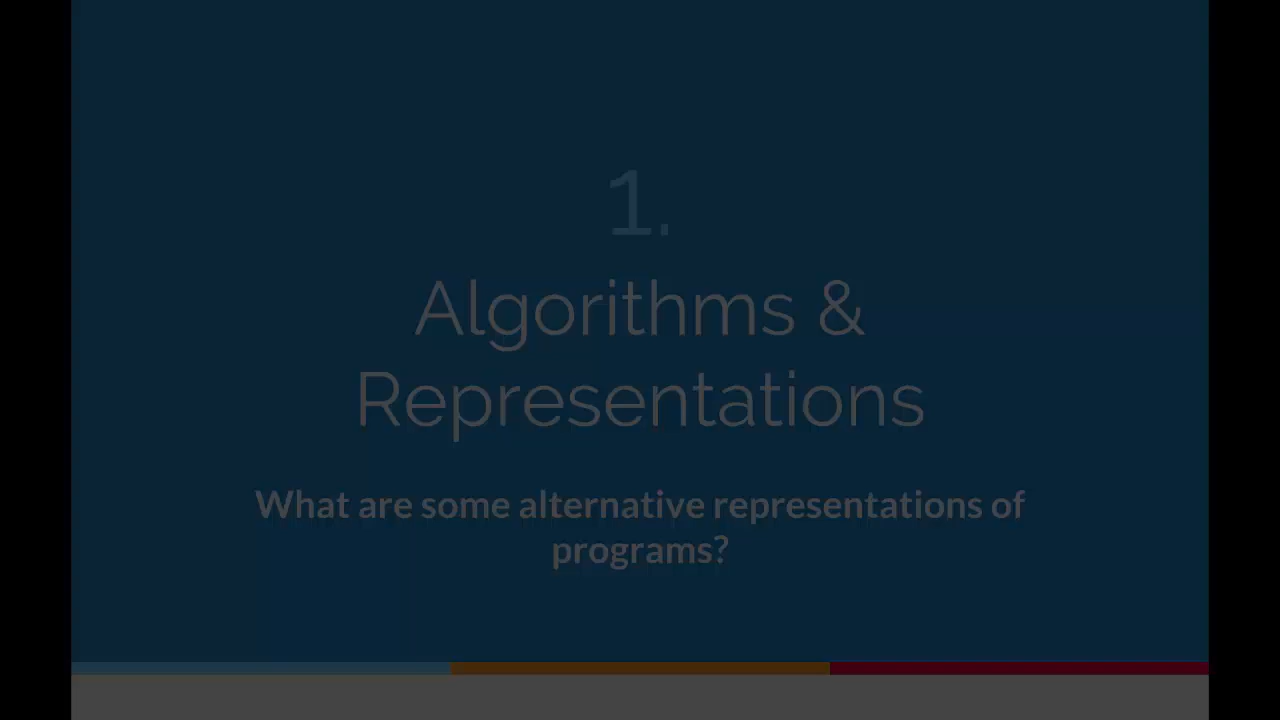 1.
Algorithms &
Representations
What are some alternative representations of
programs?